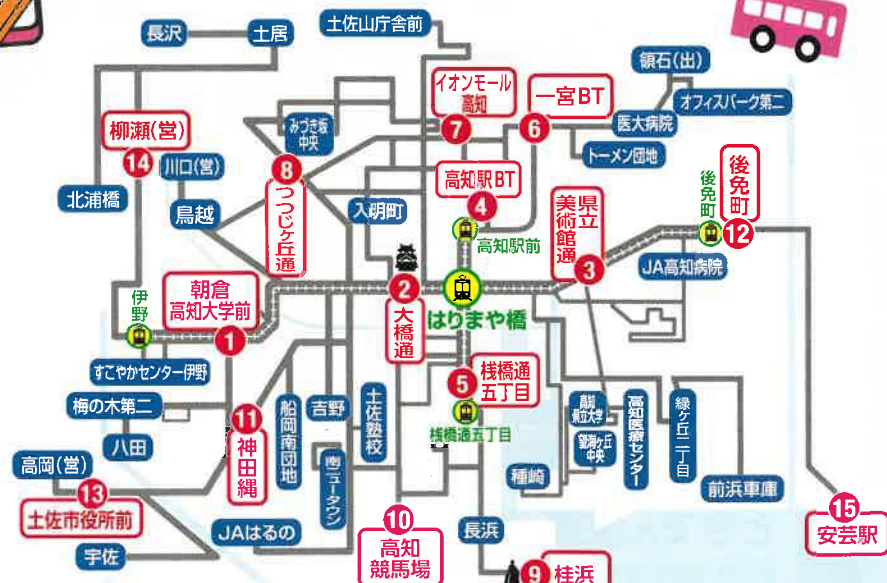 長沢
土居
土佐山庁舎前
領石(出)
オフィスパーク第二
医大病院
トーメン団地
イオンモール
高知
7
一宮BT
6
柳瀬(営)
14
みづき坂
中央
8
つつじヶ丘通
川口(営)
北浦橋
鳥越
入明町
高知駅BT
4
高知駅前
県立
美術館通
3
後免町
後免町
12
JA高知病院
伊野
朝倉
高知大学前
1
2
大橋通
はりまや橋
すこやかセンター伊野
梅の木第二
八田
11
神田縄
船岡南団地
吉野
土佐塾校
南ニュータウン
5
桟橋通
五丁目
桟橋通五丁目
高知
県立大学
望海ヶ丘
中央
高知医療センター
緑ヶ丘二丁目
種崎
前浜車庫
高岡(営)
13
土佐市役所前
宇佐
JAはるの
10
高知
競馬場
長浜
9
桂浜
15
安芸駅